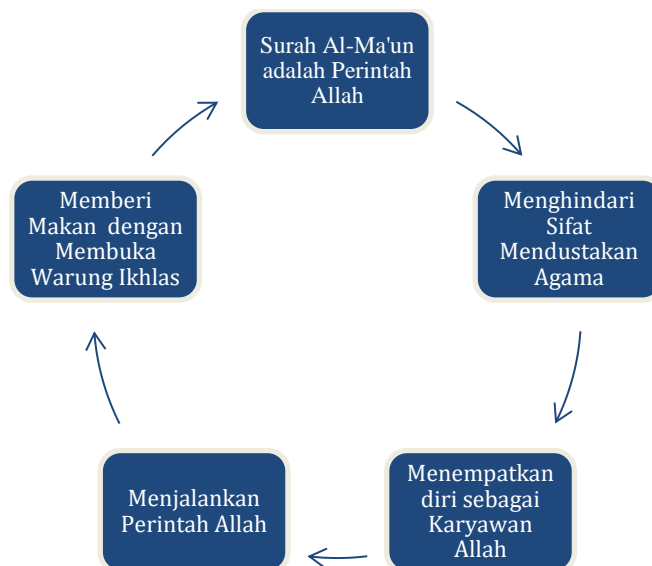 Surah Al-Ma'un
adalah Perintah
Allah
Menghindari
Sifat
Mendustakan
Agama
Menempatkan
diri sebagai
Karyawan
Allah
Menjalankan
Perintah Allah
Memberi
Makan dengan
Membuka
Warung Ikhlas